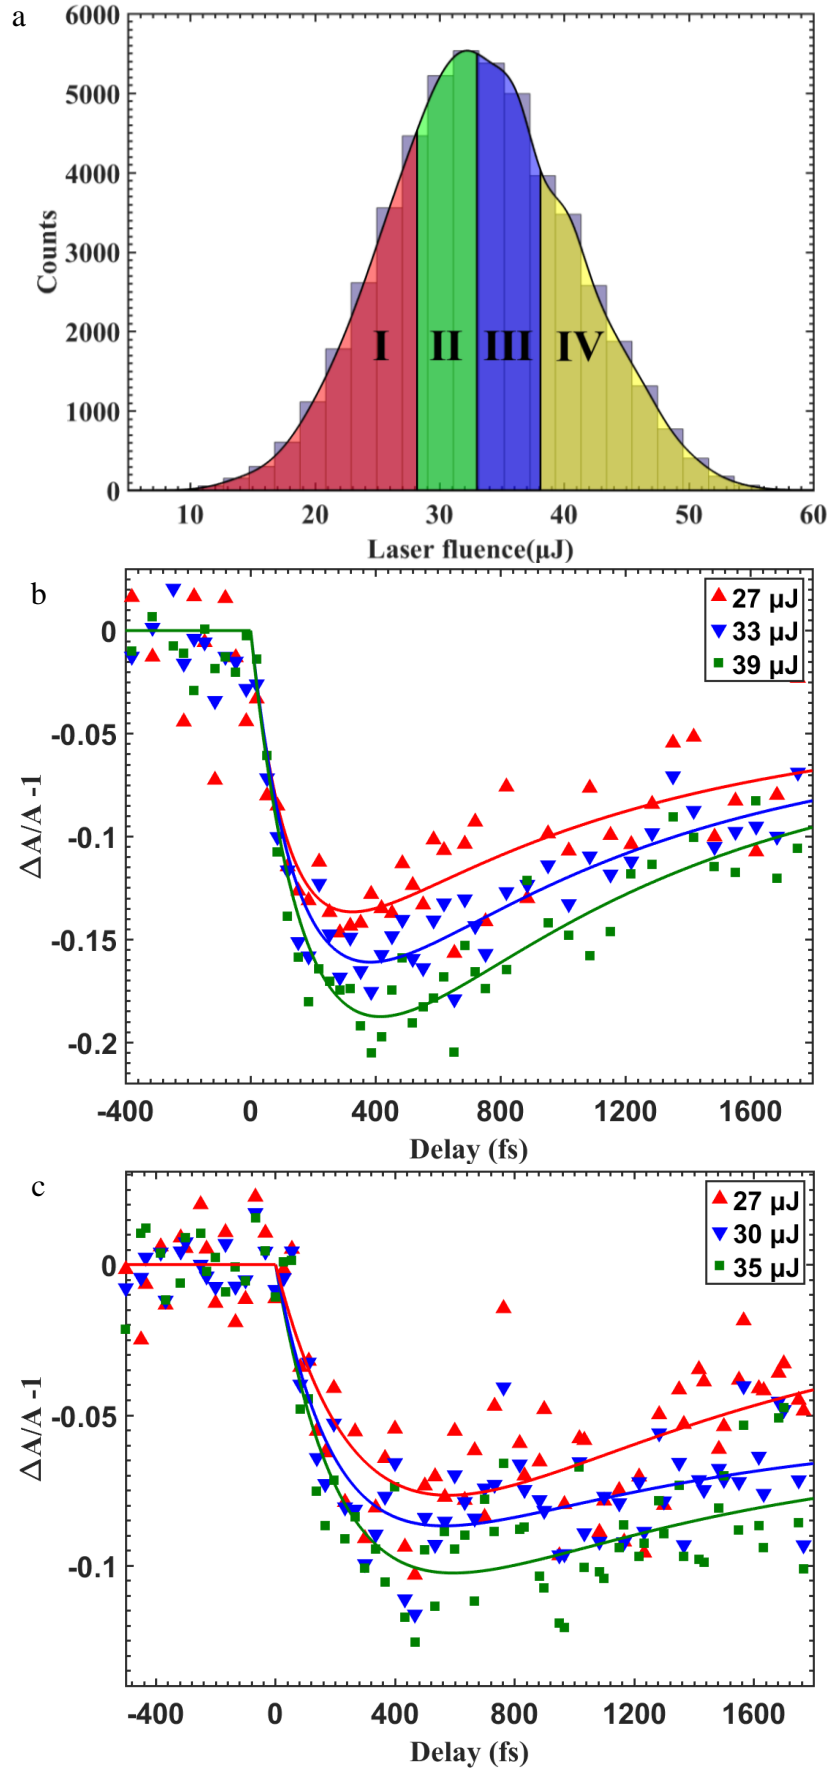 a
6000
5000
4000
3000
2000
1000
0
Counts
I II III IV
10 20 30 40 50 60
Laser fluence(µJ)
b
27 µJ
33 µJ
39 µJ
0
-0.05
-0.1
-0.15
-0.2
ΔA/A -1
-400 0 400 800 1200 1600
Delay (fs)
c
27 µJ
30 µJ
35 µJ
0
-0.05
-0.1
ΔA/A -1
-400 0 400 800 1200 1600
Delay (fs)